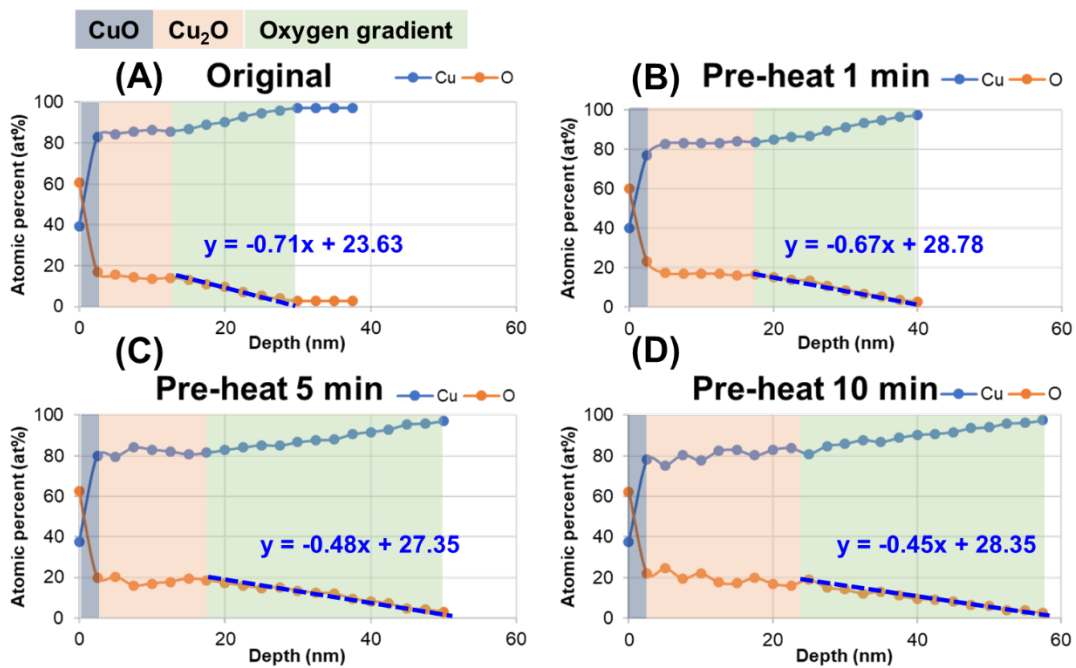 CuO Cu₂O Oxygen gradient
(A) Original Cu O
Atomic percent (at%)
100
80
60
40
20
0
y = -0.71x + 23.63
0 20 40 60
Depth (nm)
(B) Pre-heat 1 min Cu O
Atomic percent (at%)
100
80
60
40
20
0
y = -0.67x + 28.78
0 20 40 60
Depth (nm)
(C)
Pre-heat 5 min Cu O
Atomic percent (at%)
100
80
60
40
20
0
y = -0.48x + 27.35
0 20 40 60
Depth (nm)
(D)
Pre-heat 10 min Cu O
Atomic percent (at%)
100
80
60
40
20
0
y = -0.45x + 28.35
0 20 40 60
Depth (nm)